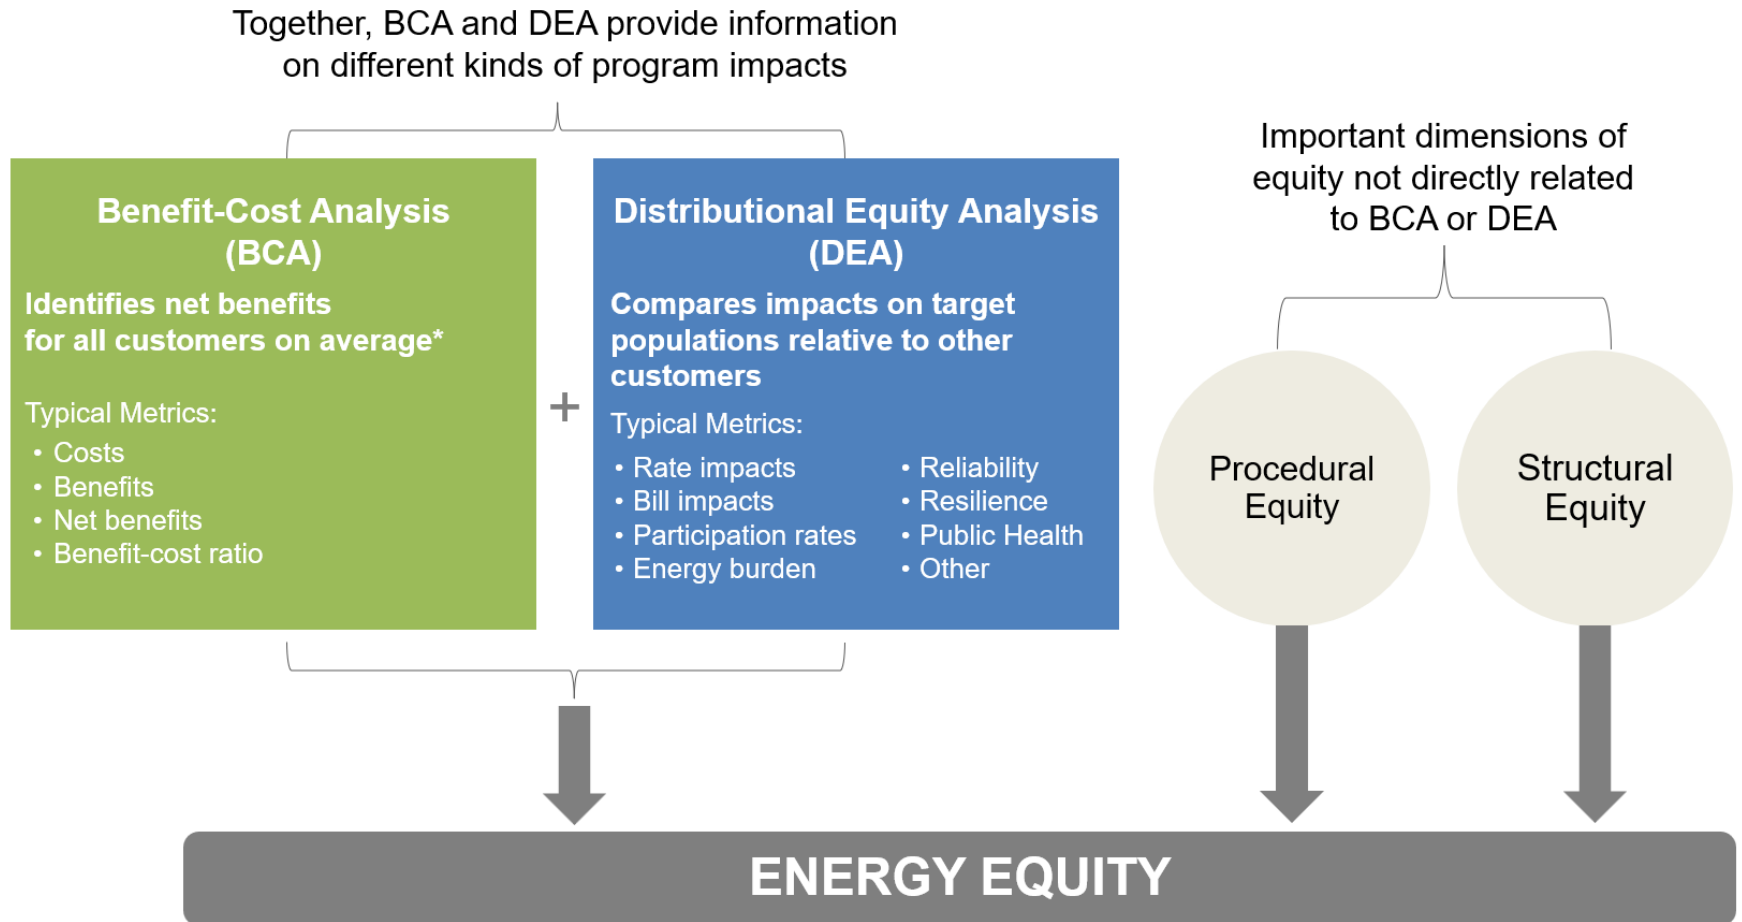 Together, BCA and DEA provide information
on different kinds of program impacts
Benefit-Cost Analysis
(BCA)
Identifies net benefits
for all customers on average*
Typical Metrics:
• Costs
• Benefits
• Net benefits
• Benefit-cost ratio
+
Distributional Equity Analysis
(DEA)
Compares impacts on target
populations relative to other
customers
Typical Metrics:
• Rate impacts
• Bill impacts
• Participation rates
• Energy burden
• Reliability
• Resilience
• Public Health
• Other
Important dimensions of
equity not directly related
to BCA or DEA
Procedural
Equity
Structural
Equity
ENERGY EQUITY